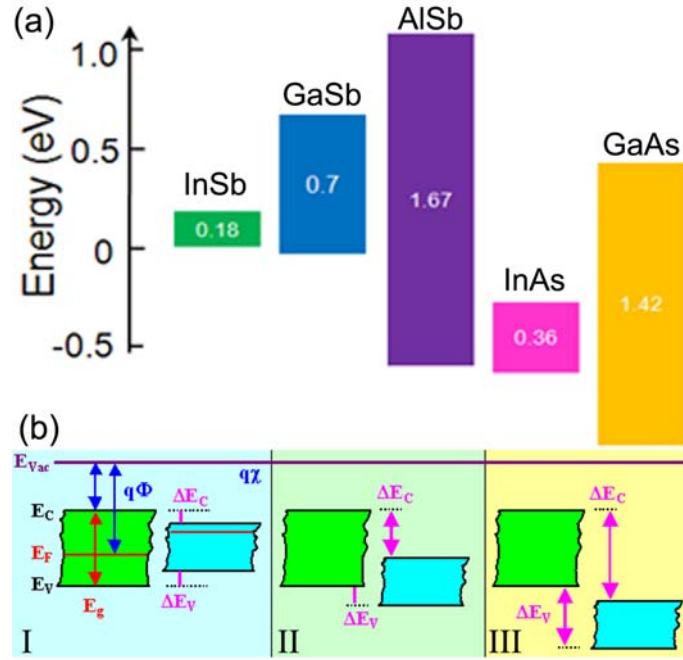 (a)
AlSb
1.0
GaSb
GaAs
0.5
InSb
0.7
1.67
Energy (eV)
0.18
InAs
0
1.42
0.36
-0.5
(b)
EVac
qΦ
qχ
ΔEC
ΔEC
ΔEC
EC
EF
EV
Eg
ΔEV
ΔEV
ΔEV
I
II
III